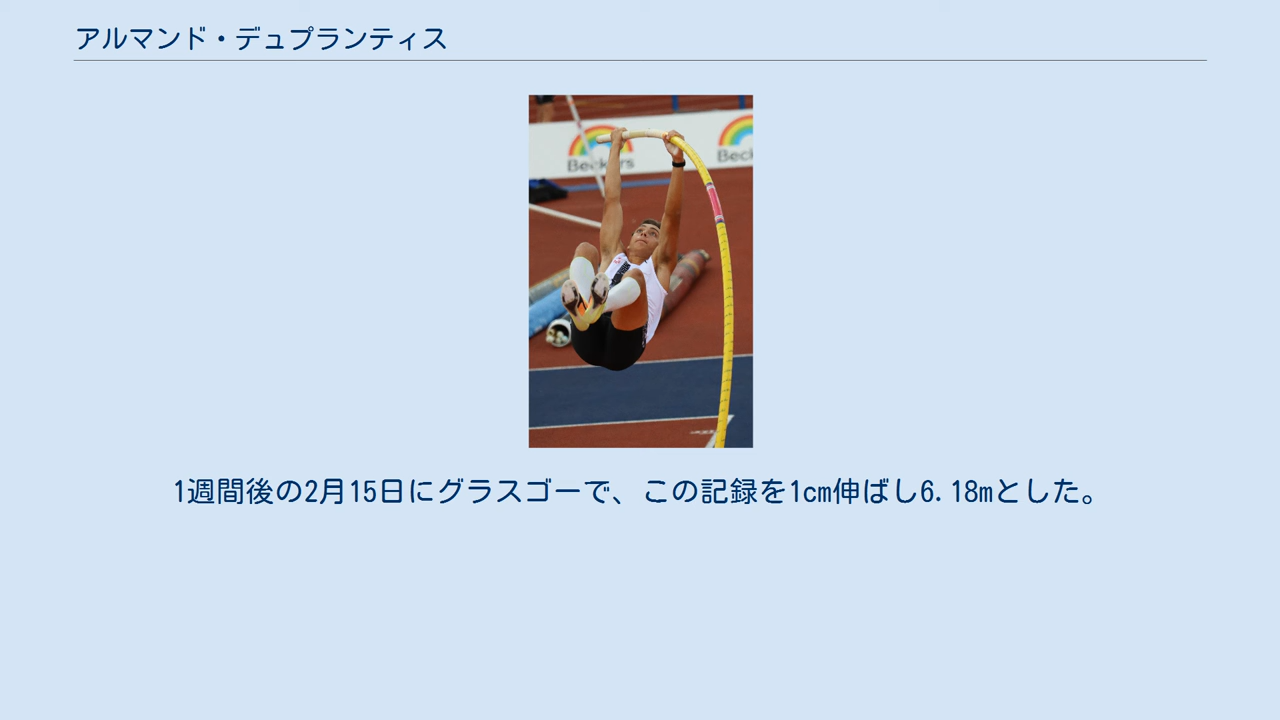 アルマンド・デュプランティス
Beckers
Beck
1週間後の2月15日にグラスゴーで、この記録を1cm伸ばし6.18mとした。